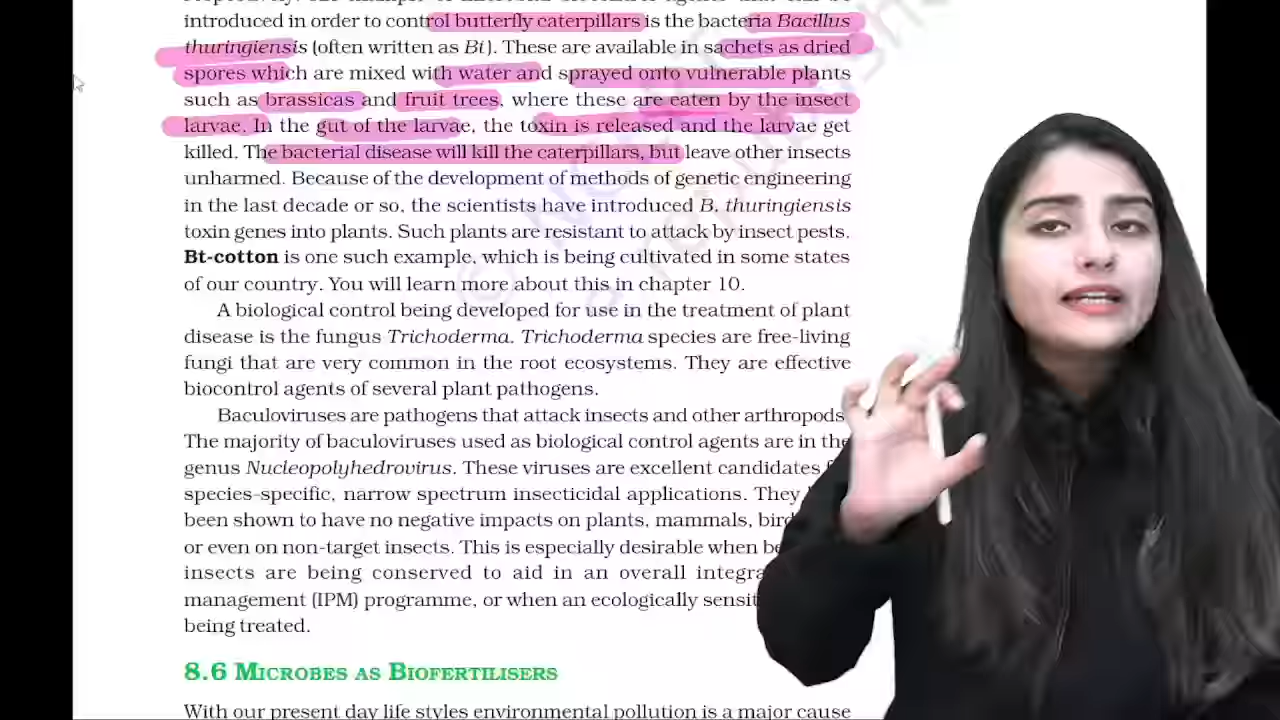 introduced in order to control butterfly caterpillars is the bacteria Bacillus
thuringiensis (often written as Bt). These are available in sachets as dried
spores which are mixed with water and sprayed onto vulnerable plants
such as brassicas and fruit trees, where these are eaten by the insect
larvae. In the gut of the larvae, the toxin is released and the larvae get
killed. The bacterial disease will kill the caterpillars, but leave other insects
unharmed. Because of the development of methods of genetic engineering
in the last decade or so, the scientists have introduced B. thuringiensis
toxin genes into plants. Such plants are resistant to attack by insect pests.
Bt-cotton is one such example, which is being cultivated in some states
of our country. You will learn more about this in chapter 10.
A biological control being developed for use in the treatment of plant
disease is the fungus Trichoderma. Trichoderma species are free-living
fungi that are very common in the root ecosystems. They are effective
biocontrol agents of several plant pathogens.
Baculoviruses are pathogens that attack insects and other arthropods
The majority of baculoviruses used as biological control agents are in the
genus Nucleopolyhedrovirus. These viruses are excellent candidates
species-specific, narrow spectrum insecticidal applications. They
been shown to have no negative impacts on plants, mammals,
or even on non-target insects. This is especially desirable when
insects are being conserved to aid in an overall
management (IPM) programme, or when an ecologically
being treated.
8.6 MICROBES AS BIOFERTILISERS
With our present day life styles environmental pollution is a major cause